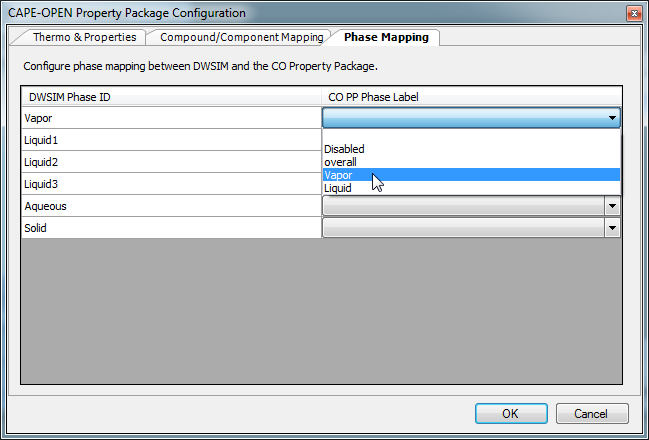 CAPE-OPEN Property Package Configuration
Thermo & Properties Compound/Component Mapping Phase Mapping
Configure phase mapping between DWSIM and the CO Property Package.
DWSIM Phase ID CO PP Phase Label
Vapor
Liquid1
Disabled
Liquid2 overall
Vapor
Liquid3 Liquid
Aqueous
Solid
OK Cancel